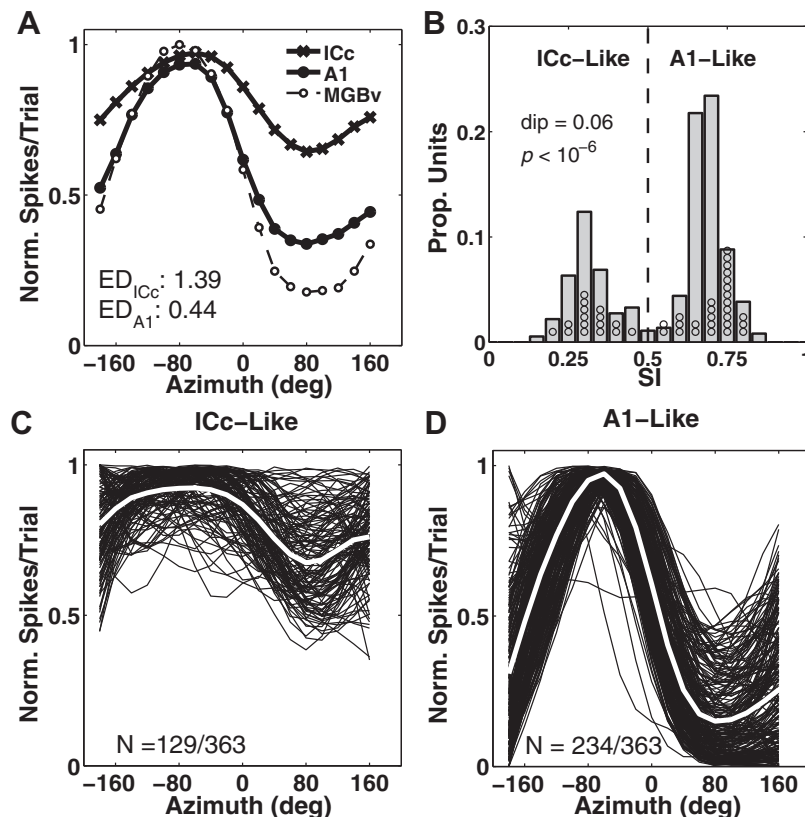 A
Norm. Spikes/Trial
1
0.5
0
ICc
A1
MGBv
ED_ICc: 1.39
ED_A1: 0.44
−160 −80 0 80 160
Azimuth (deg)
B
Prop. Units
0.3
0.2
0.1
0
ICc−Like A1−Like
dip = 0.06
p < 10⁻⁶
0 0.25 0.5 0.75 1
SI
C
ICc−Like
Norm. Spikes/Trial
1
0.5
0
N =129/363
−160 −80 0 80 160
Azimuth (deg)
D
A1−Like
Norm. Spikes/Trial
1
0.5
0
N = 234/363
−160 −80 0 80 160
Azimuth (deg)